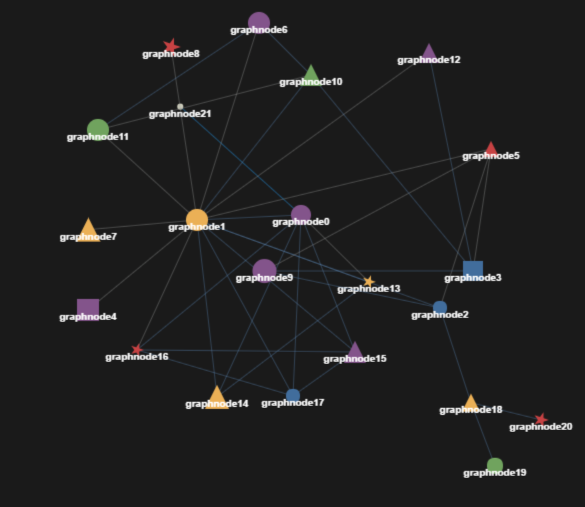 graphnode6
graphnode8
graphnode12
graphnode10
graphnode21
graphnode11
graphnode5
graphnode1
graphnode0
graphnode7
graphnode9
graphnode3
graphnode13
graphnode4
graphnode2
graphnode16
graphnode15
graphnode14
graphnode17
graphnode18
graphnode20
graphnode19